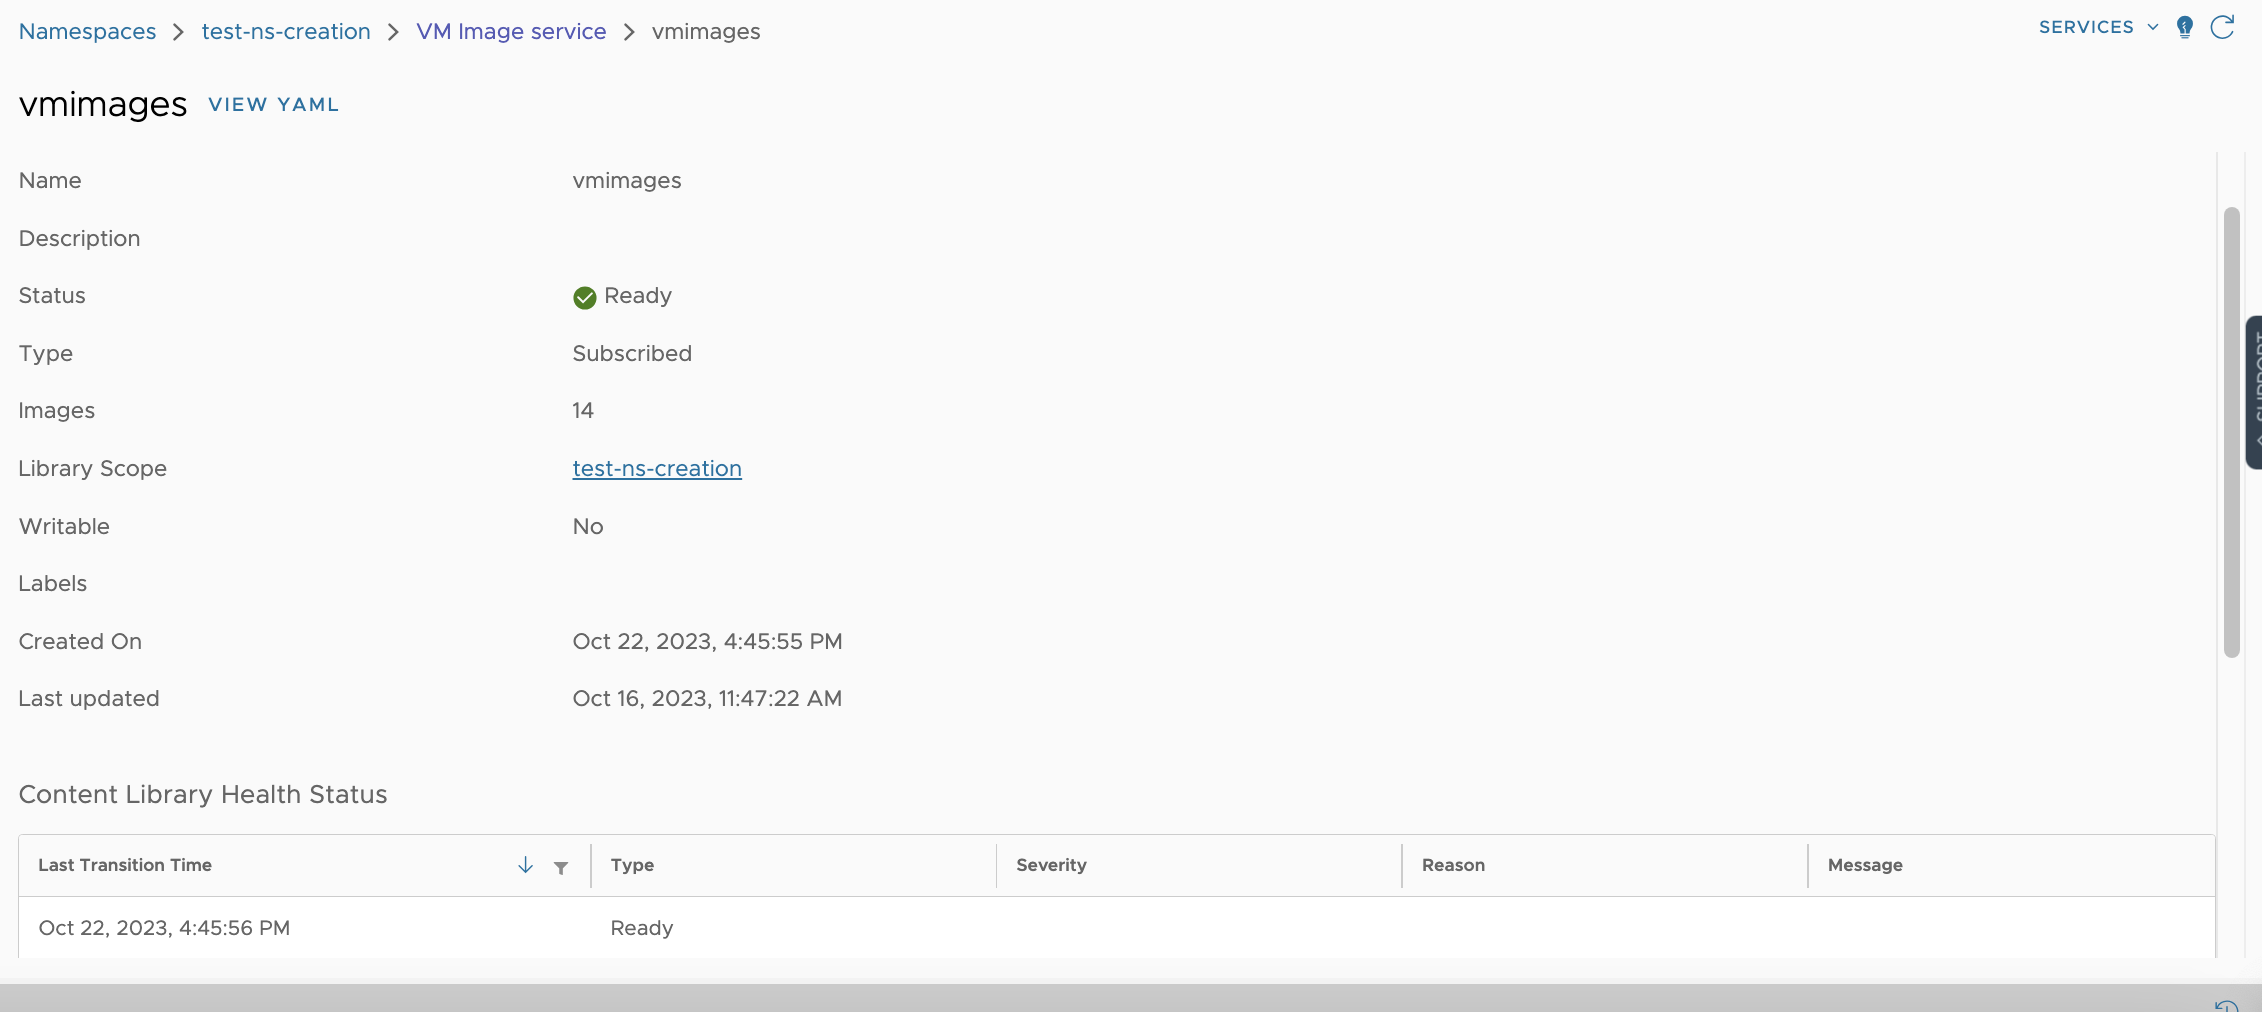 Namespaces > test-ns-creation > VM Image service > vmimages
SERVICES
vmimages VIEW YAML
Name vmimages
Description
Status Ready
Type Subscribed
Images 14
Library Scope test-ns-creation
Writable No
Labels
Created On Oct 22, 2023, 4:45:55 PM
Last updated Oct 16, 2023, 11:47:22 AM
SUPPORT
Content Library Health Status
Last Transition Time Type Severity Reason Message
Oct 22, 2023, 4:45:56 PM Ready